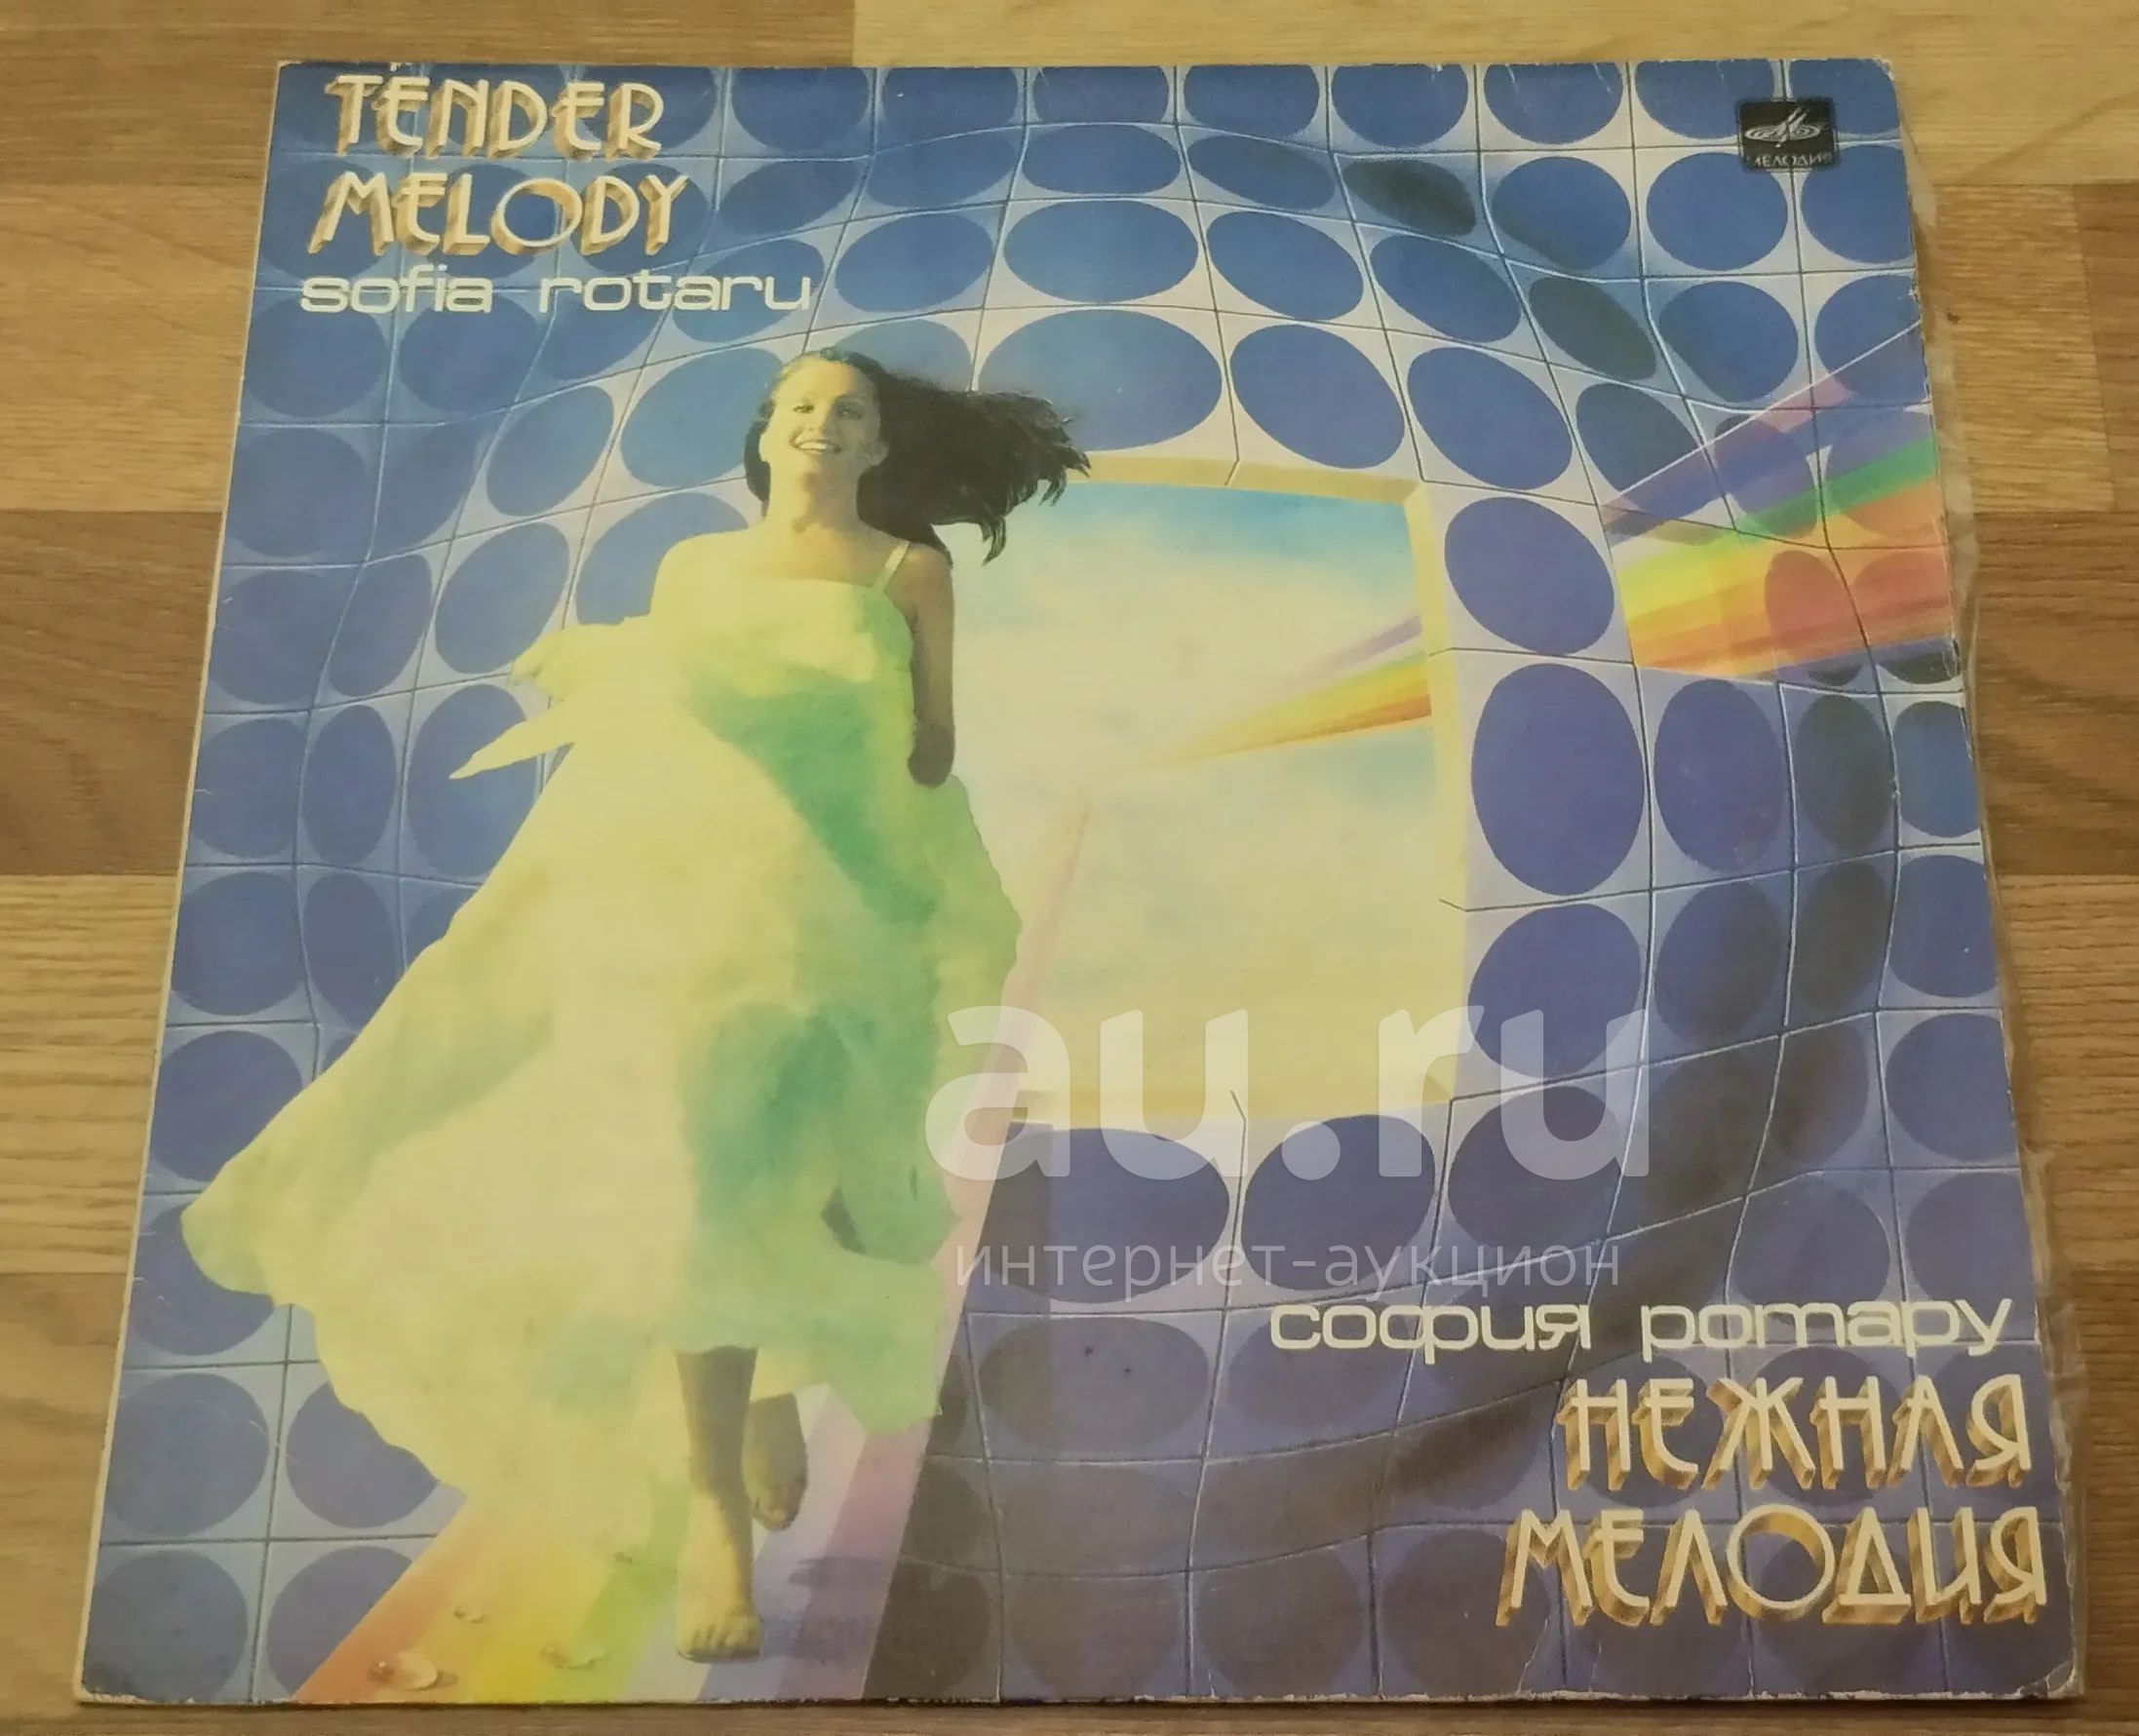 TENDER
MELODY
sofia rotaru
МЕЛОДИЯ
au.ru
интернет-аукцион
софия ротару
НЕЖНАЯ
МЕЛОДИЯ